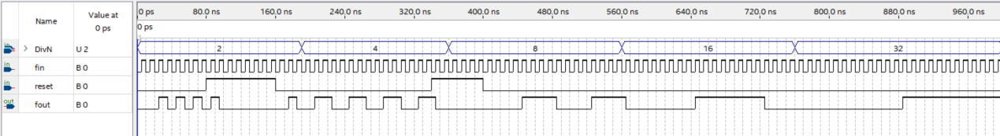 Name
Value at
0 ps
0 ps 80.0 ns 160.0 ns 240.0 ns 320.0 ns 400.0 ns 480.0 ns 560.0 ns 640.0 ns 720.0 ns 800.0 ns 880.0 ns 960.0 ns
0 ps
in > DivN U 2 2 4 8 16 32
in fin B 0
in reset B 0
out fout B 0